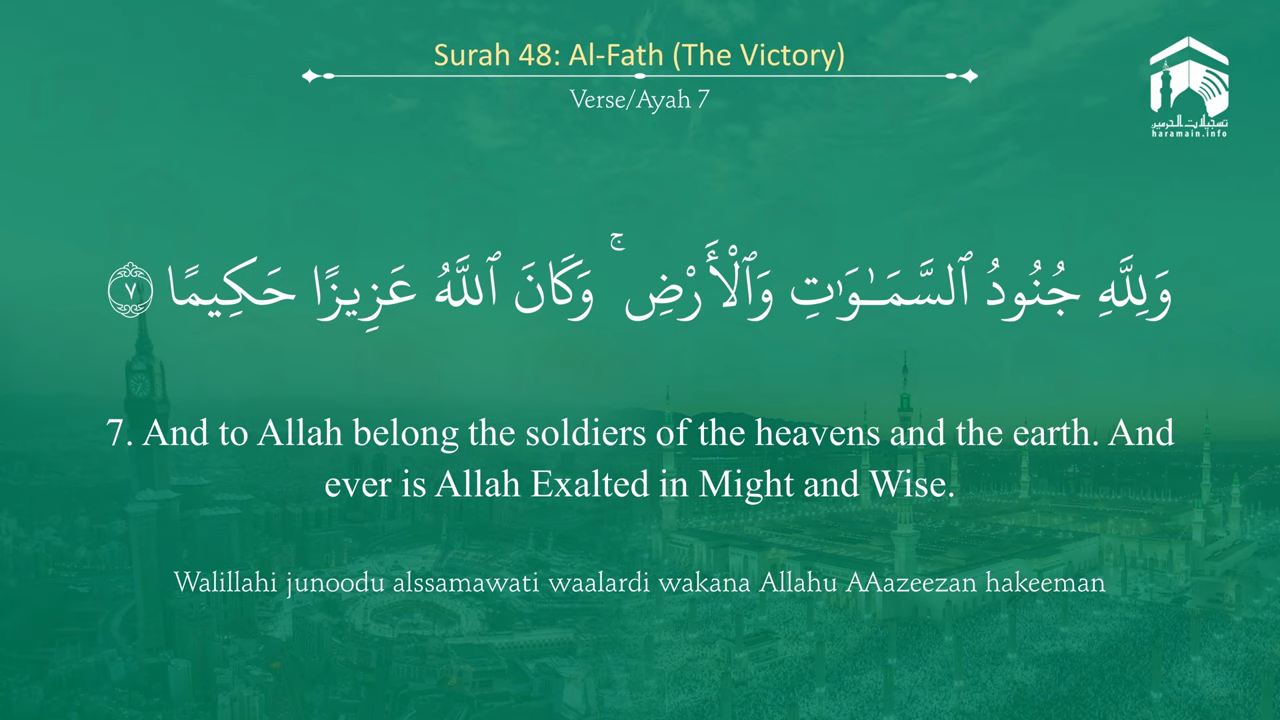 Surah 48: Al-Fath (The Victory)
Verse/Ayah 7
تسجيلات الحرمين
haramain.info
وَلِلَّهِ جُنُودُ ٱلسَّمَـٰوَٰتِ وَٱلْأَرْضِ ۚ وَكَانَ ٱللَّهُ عَزِيزًا حَكِيمًا ٧
7. And to Allah belong the soldiers of the heavens and the earth. And
ever is Allah Exalted in Might and Wise.
Walillahi junoodu alssamawati waalardi wakana Allahu AAazeezan hakeeman